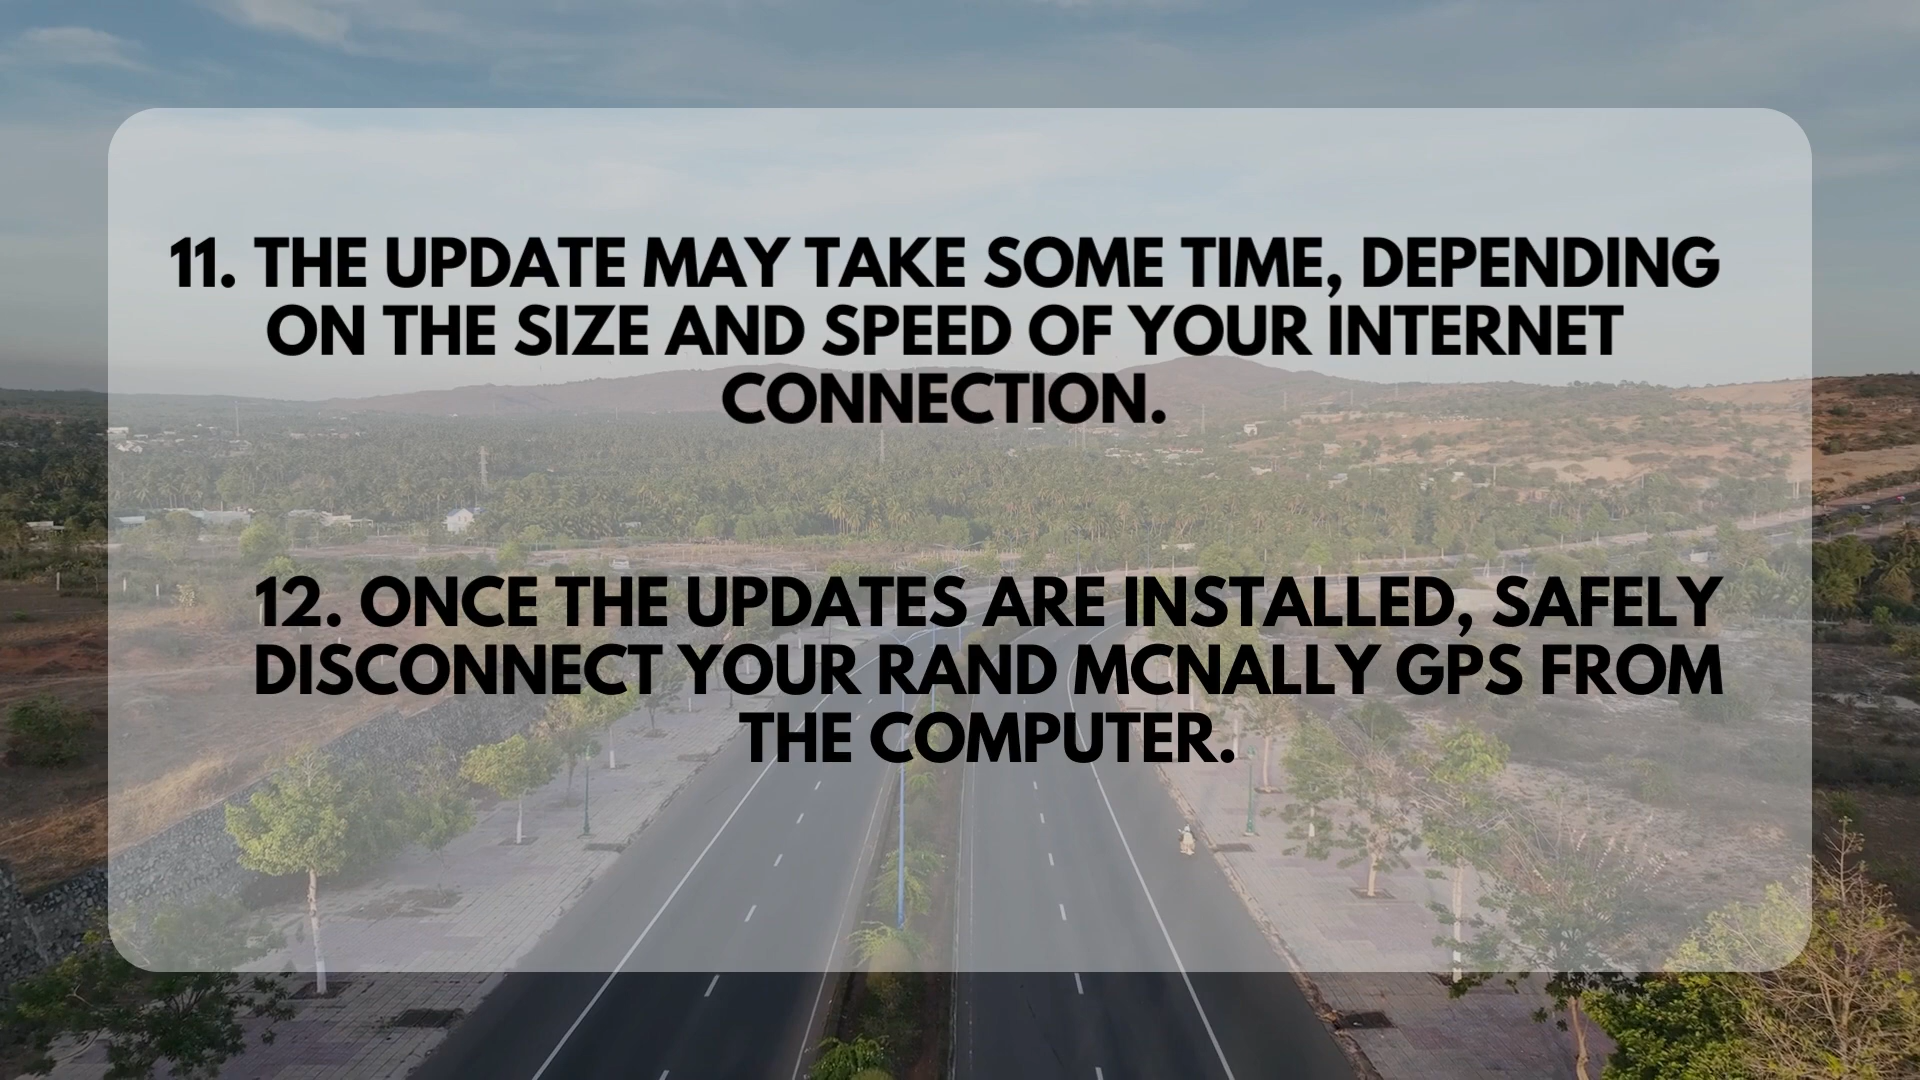 11. THE UPDATE MAY TAKE SOME TIME, DEPENDING
ON THE SIZE AND SPEED OF YOUR INTERNET
CONNECTION.
12. ONCE THE UPDATES ARE INSTALLED, SAFELY
DISCONNECT YOUR RAND MCNALLY GPS FROM
THE COMPUTER.